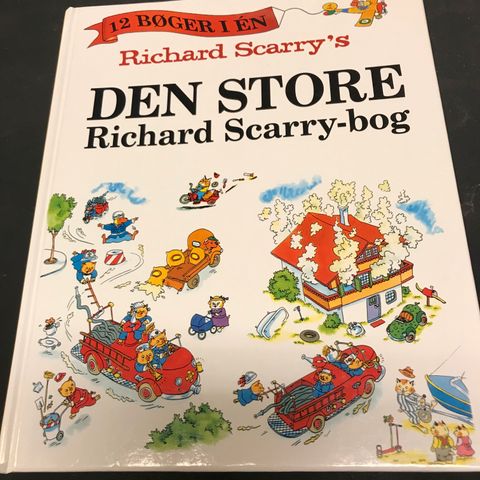 12 BØGER I ÉN
Richard Scarry's
DEN STORE
Richard Scarry-bog